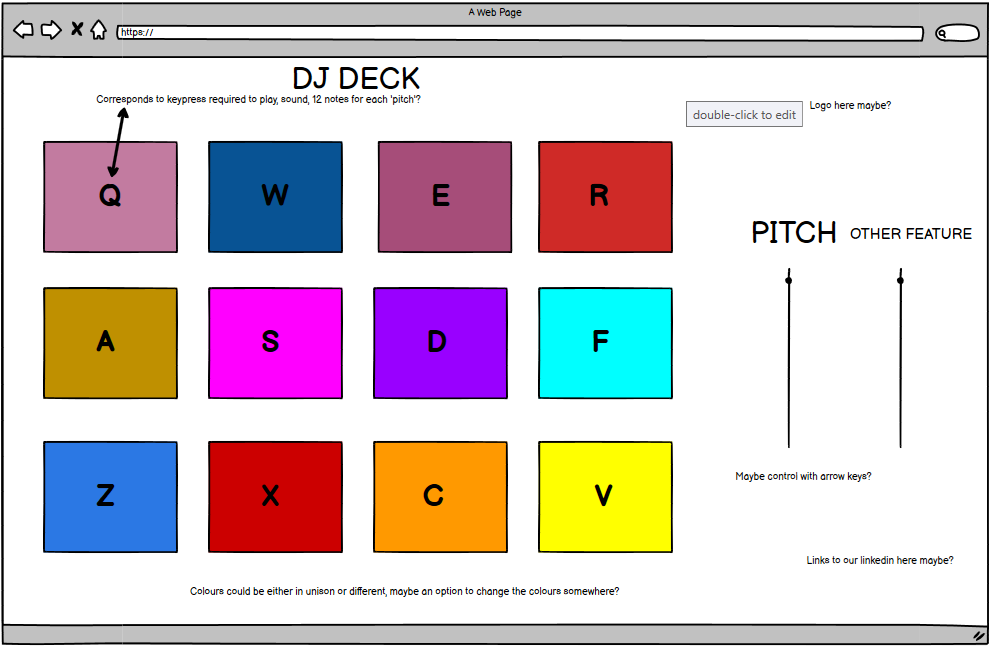 A Web Page
https://
DJ DECK
Corresponds to keypress required to play, sound, 12 notes for each 'pitch'?
double-click to edit
Logo here maybe?
Q
W
E
R
PITCH
OTHER FEATURE
A
S
D
F
Maybe control with arrow keys?
Z
X
C
V
Links to our linkedin here maybe?
Colours could be either in unison or different, maybe an option to change the colours somewhere?